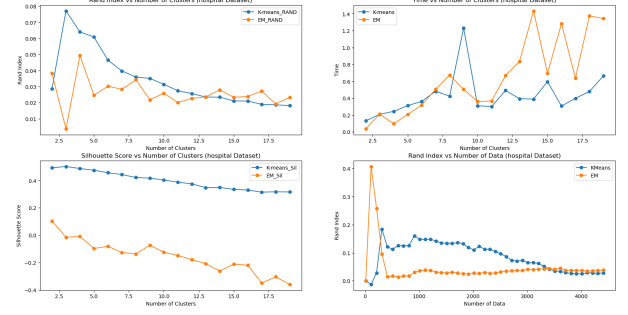 Rand Index vs Number of Clusters (hospital Dataset)
0.08
0.07
0.06
0.05
0.04
0.03
0.02
0.01
Rand Index
K-means_RAND
EM_RAND
2.5 5.0 7.5 10.0 12.5 15.0 17.5
Number of Clusters
Time vs Number of Clusters (hospital Dataset)
1.4
1.2
1.0
0.8
0.6
0.4
0.2
0.0
Time
K-means
EM
2.5 5.0 7.5 10.0 12.5 15.0 17.5
Number of Clusters
Silhouette Score vs Number of Clusters (hospital Dataset)
0.4
0.2
0.0
−0.2
−0.4
Silhouette Score
K-means_Sil
EM_Sil
2.5 5.0 7.5 10.0 12.5 15.0 17.5
Number of Clusters
Rand Index vs Number of Data (hospital Dataset)
0.4
0.3
0.2
0.1
0.0
Rand Index
KMeans
EM
0 1000 2000 3000 4000
Number of Data